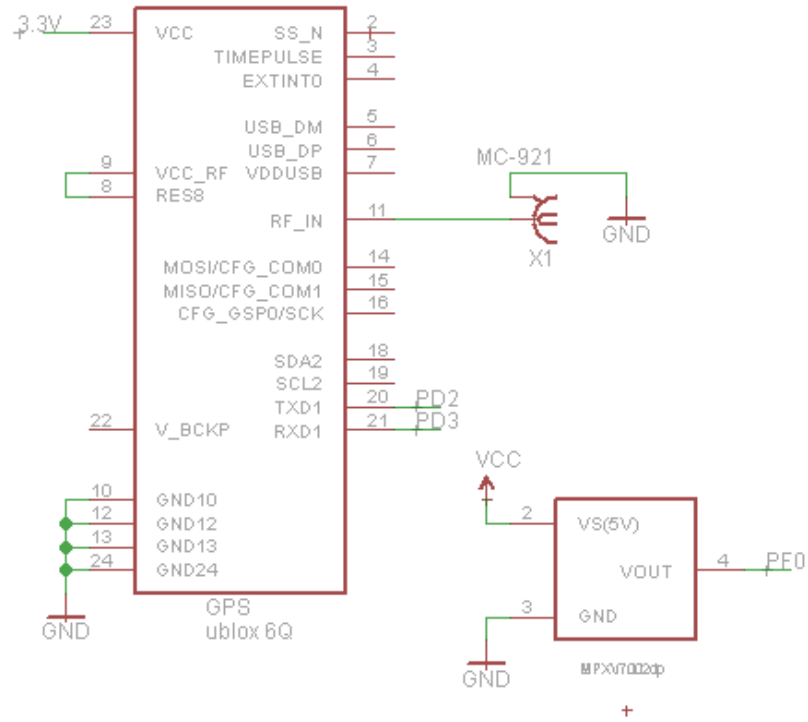 3.3V 23 VCC SS_N 2
TIMEPULSE 3
EXTINT0 4
USB_DM 5
USB_DP 6
9 VCC_RF VDDUSB 7
8 RES8
MC-921
RF_IN 11
GND
X1
MOSI/CFG_COM0 14
MISO/CFG_COM1 15
CFG_GSP0/SCK 16
SDA2 18
SCL2 19
TXD1 20 PD2
22 V_BCKP RXD1 21 PD3
10 GND10
12 GND12
13 GND13
24 GND24
GND
GPS
ublox 6Q
VCC
2 VS(5V)
VOUT 4 PF0
3 GND
GND
MPXV7002dp